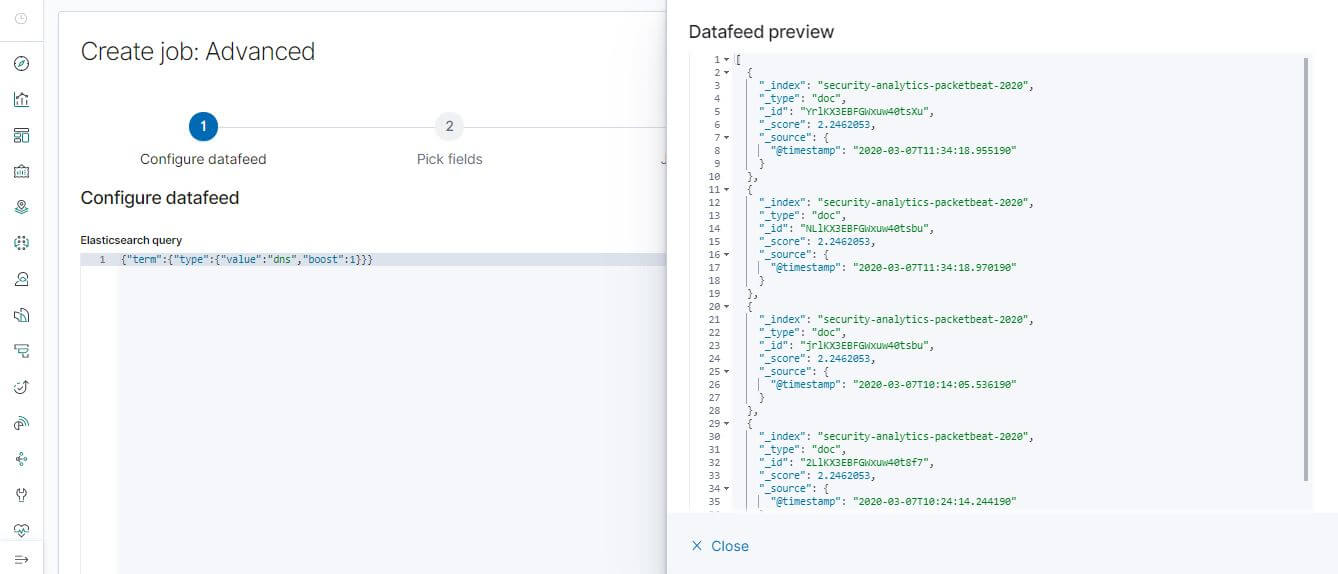 Create job: Advanced
1
2
Configure datafeed
Pick fields
Configure datafeed
Elasticsearch query
1 {"term":{"type":{"value":"dns","boost":1}}}
Datafeed preview
1 [
2 {
3 "_index": "security-analytics-packetbeat-2020",
4 "_type": "doc",
5 "_id": "YrlKX3EBFGWxuw40tsXu",
6 "_score": 2.2462053,
7 "_source": {
8 "@timestamp": "2020-03-07T11:34:18.955190"
9 }
10 },
11 {
12 "_index": "security-analytics-packetbeat-2020",
13 "_type": "doc",
14 "_id": "NLlKX3EBFGWxuw40tsbu",
15 "_score": 2.2462053,
16 "_source": {
17 "@timestamp": "2020-03-07T11:34:18.970190"
18 }
19 },
20 {
21 "_index": "security-analytics-packetbeat-2020",
22 "_type": "doc",
23 "_id": "jrlKX3EBFGWxuw40tsbu",
24 "_score": 2.2462053,
25 "_source": {
26 "@timestamp": "2020-03-07T10:14:05.536190"
27 }
28 },
29 {
30 "_index": "security-analytics-packetbeat-2020",
31 "_type": "doc",
32 "_id": "2LlKX3EBFGWxuw40t8f7",
33 "_score": 2.2462053,
34 "_source": {
35 "@timestamp": "2020-03-07T10:24:14.244190"
Close